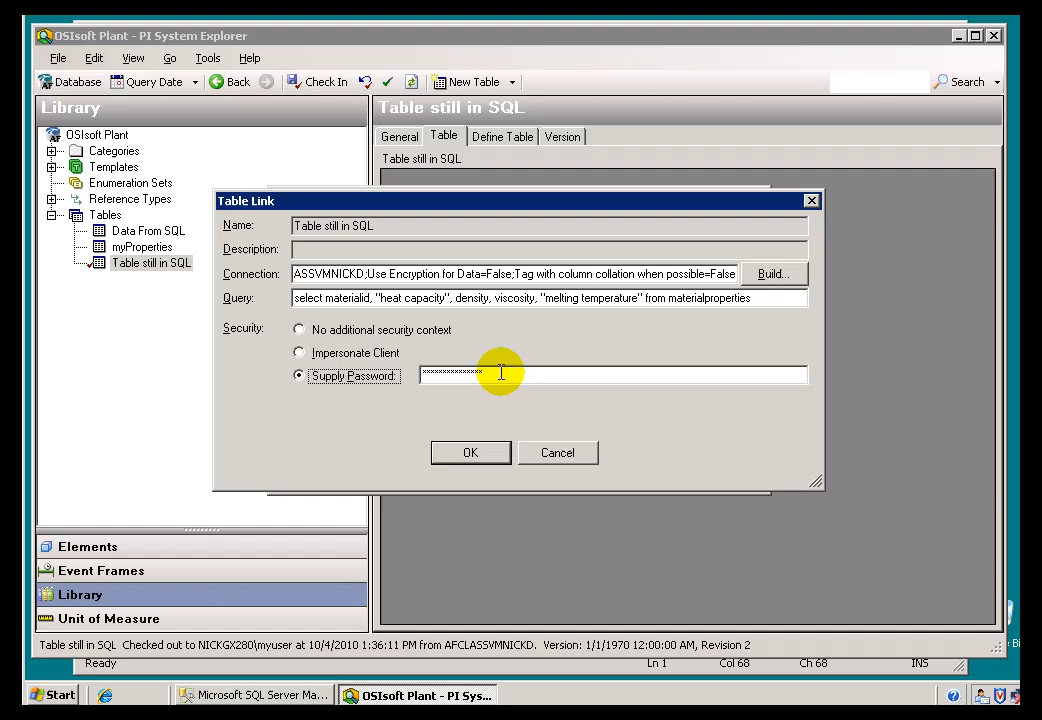 OSIsoft Plant - PI System Explorer
File Edit View Go Tools Help
Database Query Date Back Check In New Table Search
Library
Table still in SQL
OSIsoft Plant
Categories
Templates
Enumeration Sets
Reference Types
Tables
Data From SQL
myProperties
Table still in SQL
General Table Define Table Version
Table still in SQL
Table Link
Name: Table still in SQL
Description:
Connection: ASSVMNICKD;Use Encryption for Data=False;Tag with column collation when possible=False Build...
Query: select materialid, "heat capacity", density, viscosity, "melting temperature" from materialproperties
Security: No additional security context
Impersonate Client
Supply Password: ***************
OK Cancel
Elements
Event Frames
Library
Unit of Measure
Table still in SQL Checked out to NICKGX280\myuser at 10/4/2010 1:36:11 PM from AFCLASSVMNICKD. Version: 1/1/1970 12:00:00 AM, Revision 2
Ready Ln 1 Col 68 Ch 68 INS
Start Microsoft SQL Server Ma... OSIsoft Plant - PI Sys...